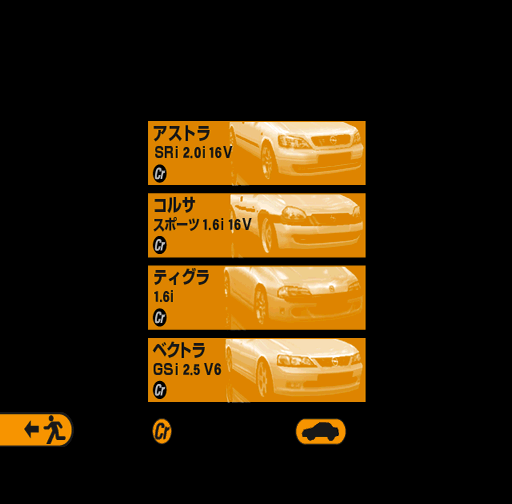 アストラ
SRi 2.0i 16V
Cr
コルサ
スポーツ 1.6i 16V
Cr
ティグラ
1.6i
Cr
ベクトラ
GSi 2.5 V6
Cr
Cr